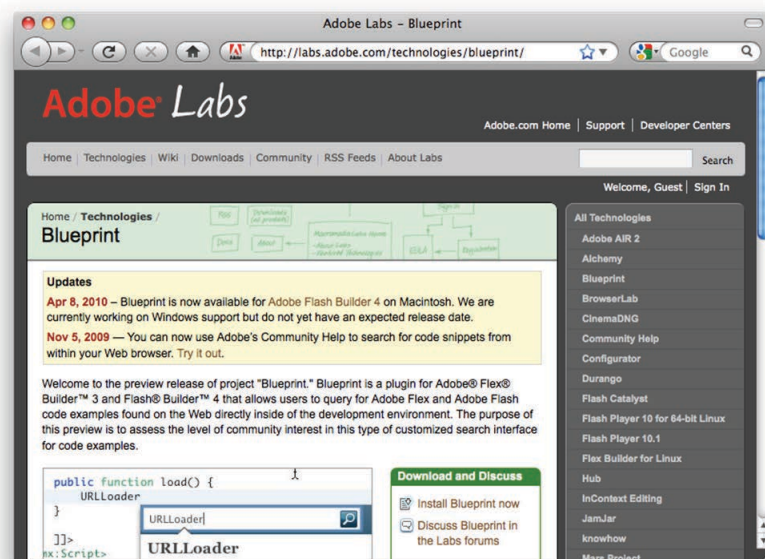 Adobe Labs – Blueprint
http://labs.adobe.com/technologies/blueprint/
Google
Adobe® Labs
Adobe.com Home | Support | Developer Centers
Home | Technologies | Wiki | Downloads | Community | RSS Feeds | About Labs
Search
Welcome, Guest | Sign In
Home / Technologies /
Blueprint
Updates
Apr 8, 2010 – Blueprint is now available for Adobe Flash Builder 4 on Macintosh. We are
currently working on Windows support but do not yet have an expected release date.
Nov 5, 2009 — You can now use Adobe's Community Help to search for code snippets from
within your Web browser. Try it out.
Welcome to the preview release of project "Blueprint." Blueprint is a plugin for Adobe® Flex®
Builder™ 3 and Flash® Builder™ 4 that allows users to query for Adobe Flex and Adobe Flash
code examples found on the Web directly inside of the development environment. The purpose of
this preview is to assess the level of community interest in this type of customized search interface
for code examples.
public function load() {
URLLoader
}
]]>
mx:Script>
URLLoader
URLLoader
Download and Discuss
Install Blueprint now
Discuss Blueprint in
the Labs forums
All Technologies
Adobe AIR 2
Alchemy
Blueprint
BrowserLab
CinemaDNG
Community Help
Configurator
Durango
Flash Catalyst
Flash Player 10 for 64-bit Linux
Flash Player 10.1
Flex Builder for Linux
Hub
InContext Editing
JamJar
knowhow
Mars Project